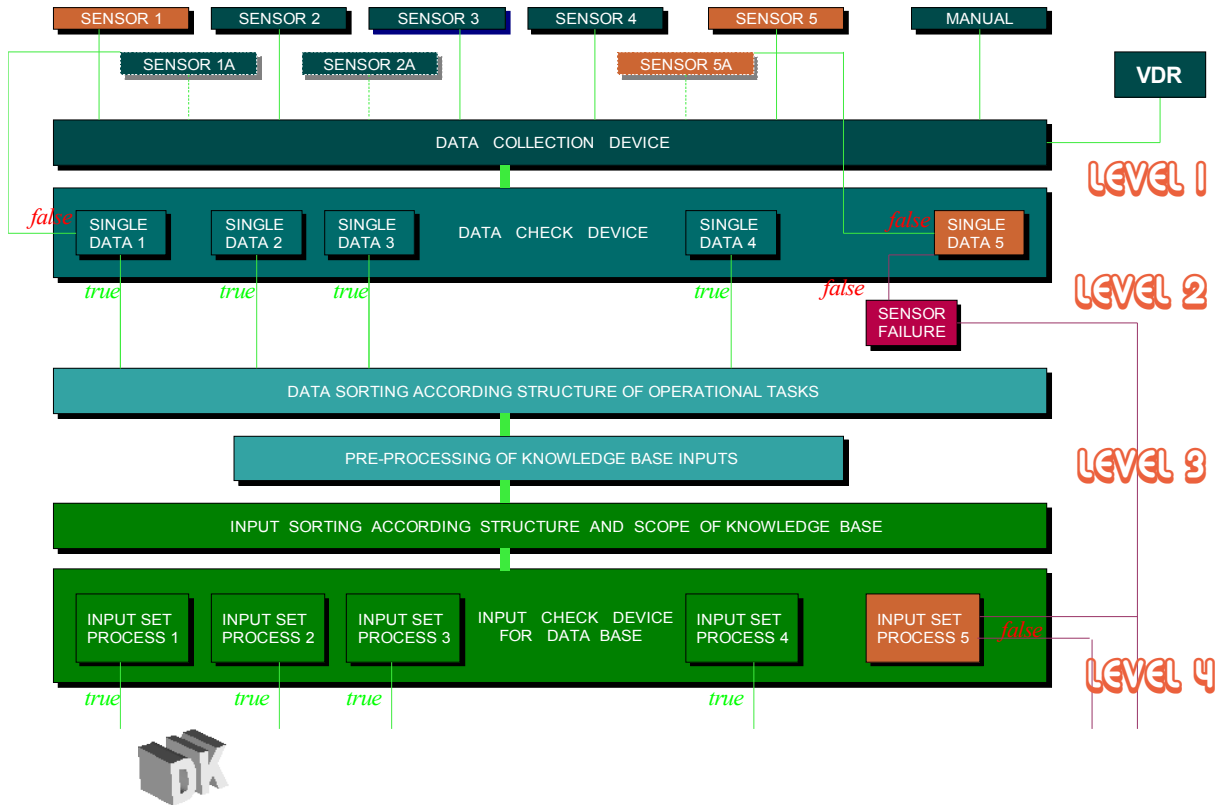 SENSOR 1
SENSOR 2
SENSOR 3
SENSOR 4
SENSOR 5
MANUAL
SENSOR 1A
SENSOR 2A
SENSOR 5A
VDR
DATA COLLECTION DEVICE
LEVEL 1
false
SINGLE
DATA 1
SINGLE
DATA 2
SINGLE
DATA 3
DATA CHECK DEVICE
SINGLE
DATA 4
false
SINGLE
DATA 5
true
true
true
true
false
LEVEL 2
SENSOR
FAILURE
DATA SORTING ACCORDING STRUCTURE OF OPERATIONAL TASKS
PRE-PROCESSING OF KNOWLEDGE BASE INPUTS
LEVEL 3
INPUT SORTING ACCORDING STRUCTURE AND SCOPE OF KNOWLEDGE BASE
INPUT SET
PROCESS 1
INPUT SET
PROCESS 2
INPUT SET
PROCESS 3
INPUT CHECK DEVICE
FOR DATA BASE
INPUT SET
PROCESS 4
INPUT SET
PROCESS 5
false
LEVEL 4
true
true
true
true
DK